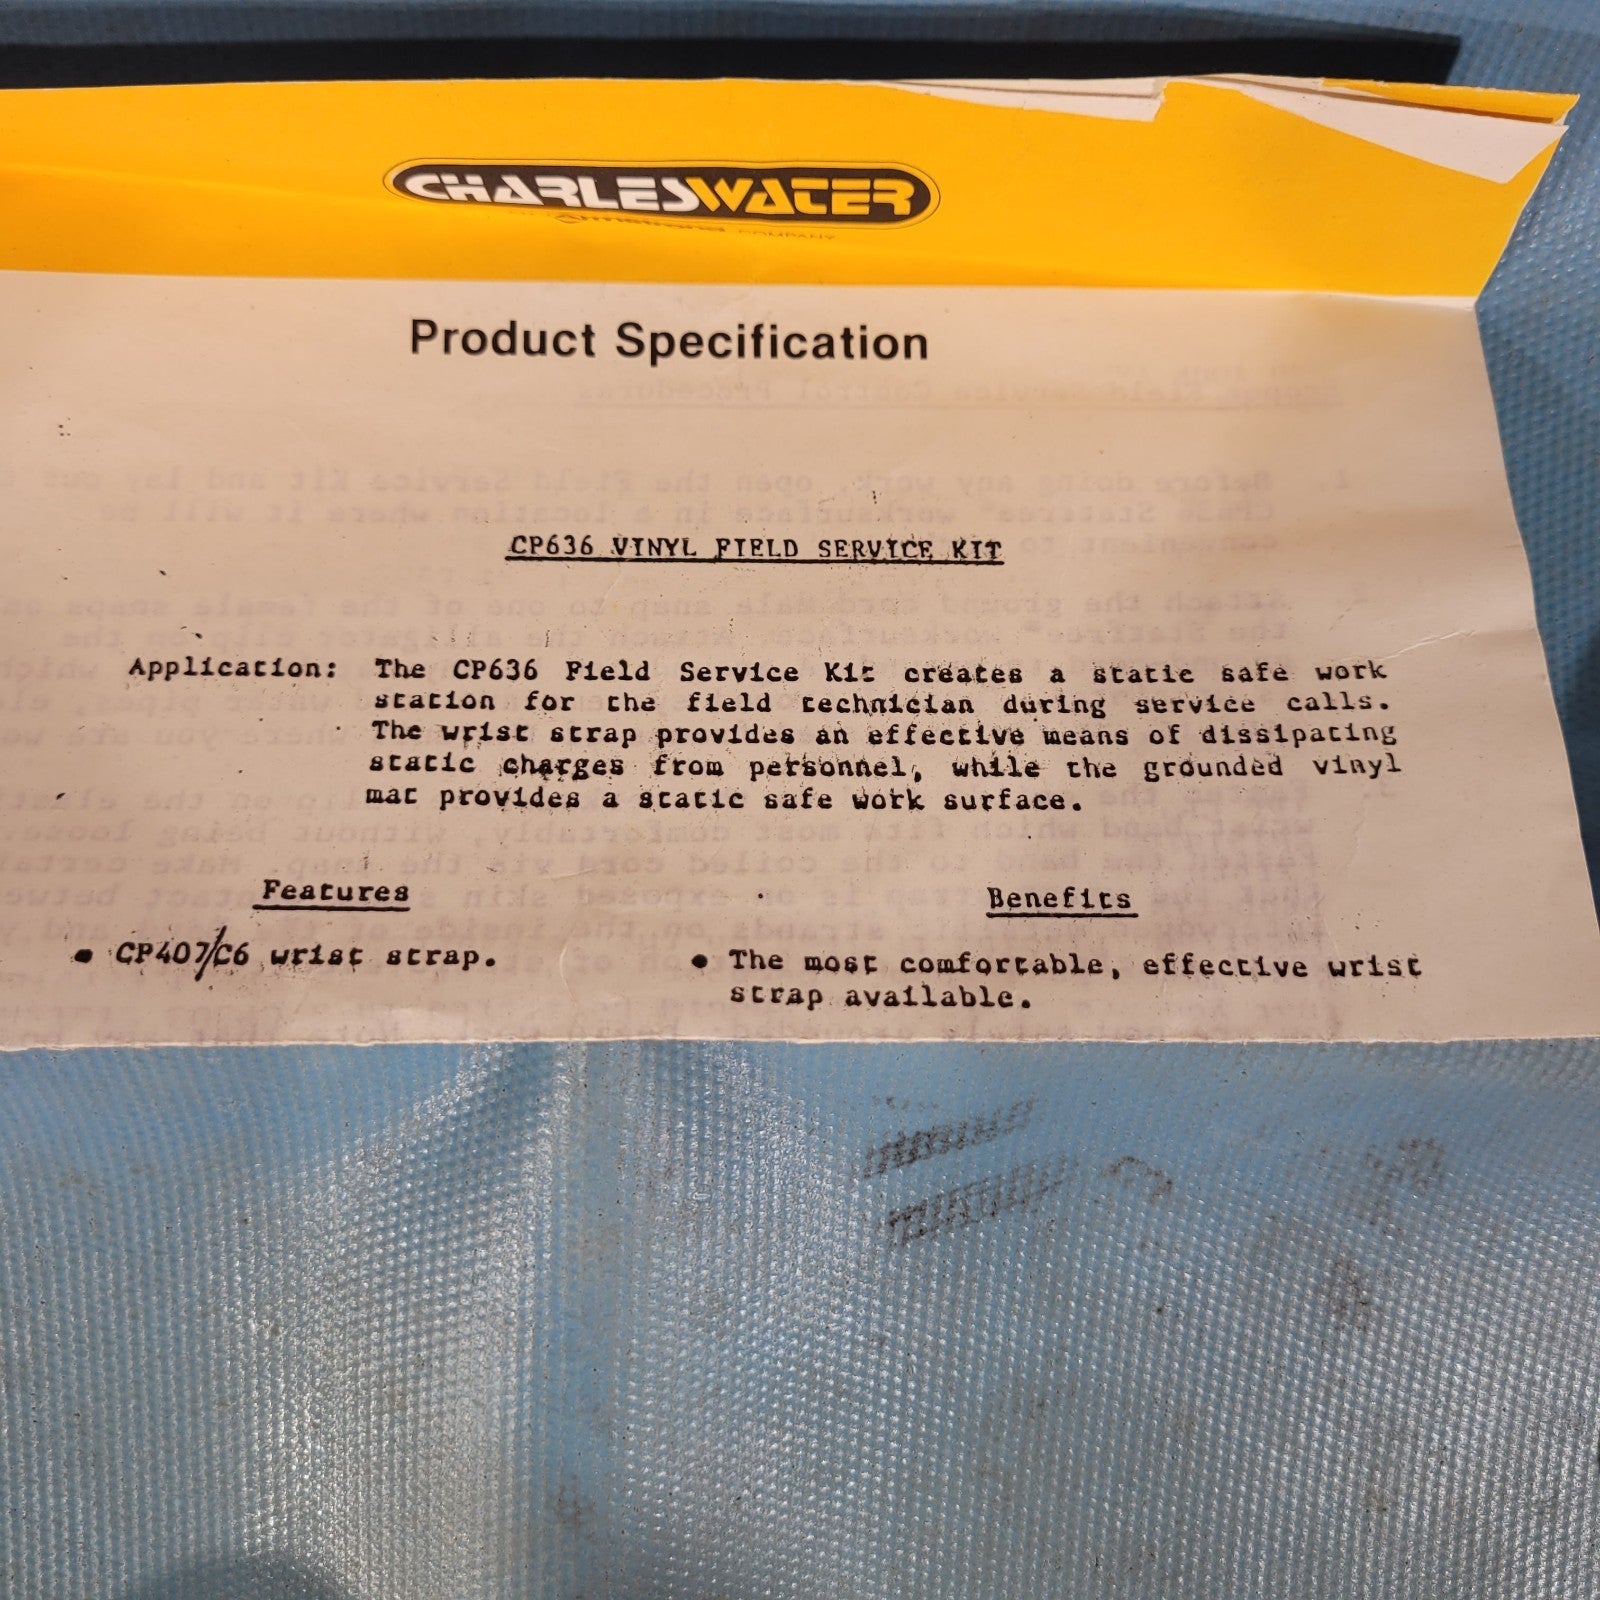 CHARLESWATER
COMPANY
Product Specification
CP636 VINYL FIELD SERVICE KIT
Application: The CP636 Field Service Kit creates a static safe work
station for the field technician during service calls.
The wrist strap provides an effective means of dissipating
static charges from personnel, while the grounded vinyl
mat provides a static safe work surface.
Features
Benefits
• CP407/C6 wrist strap.
• The most comfortable, effective wrist
strap available.